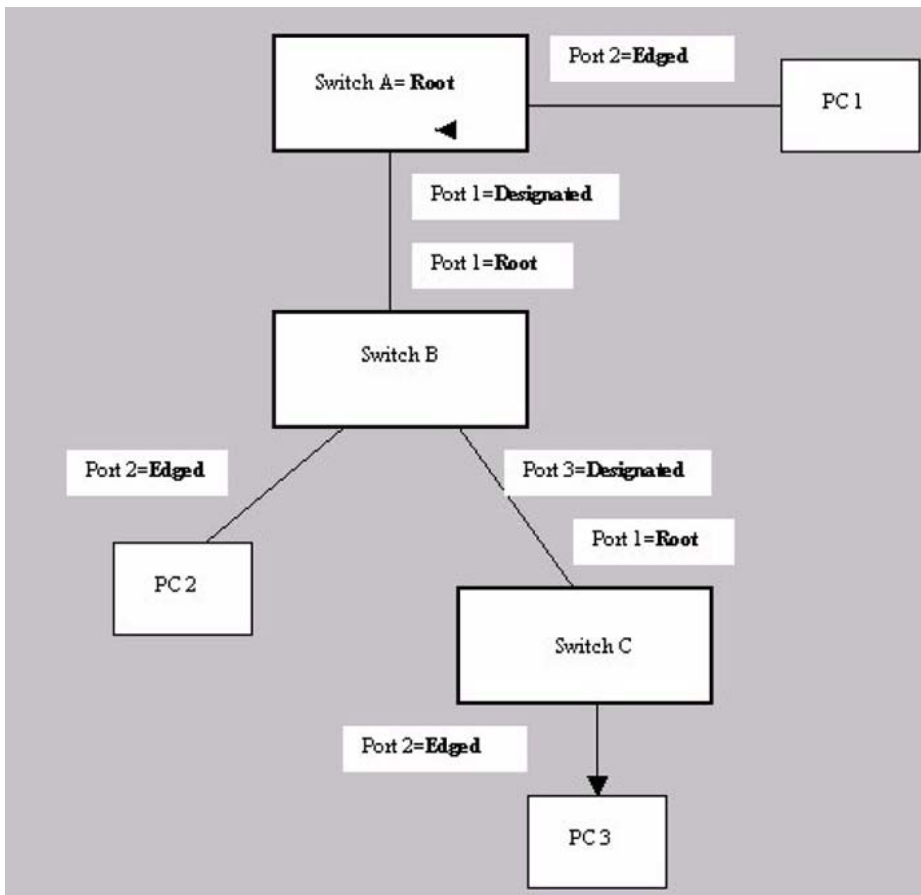 Port 2=Edged
Switch A= Root
PC 1
Port 1=Designated
Port 1=Root
Switch B
Port 2=Edged
Port 3=Designated
Port 1=Root
PC 2
Switch C
Port 2=Edged
PC 3